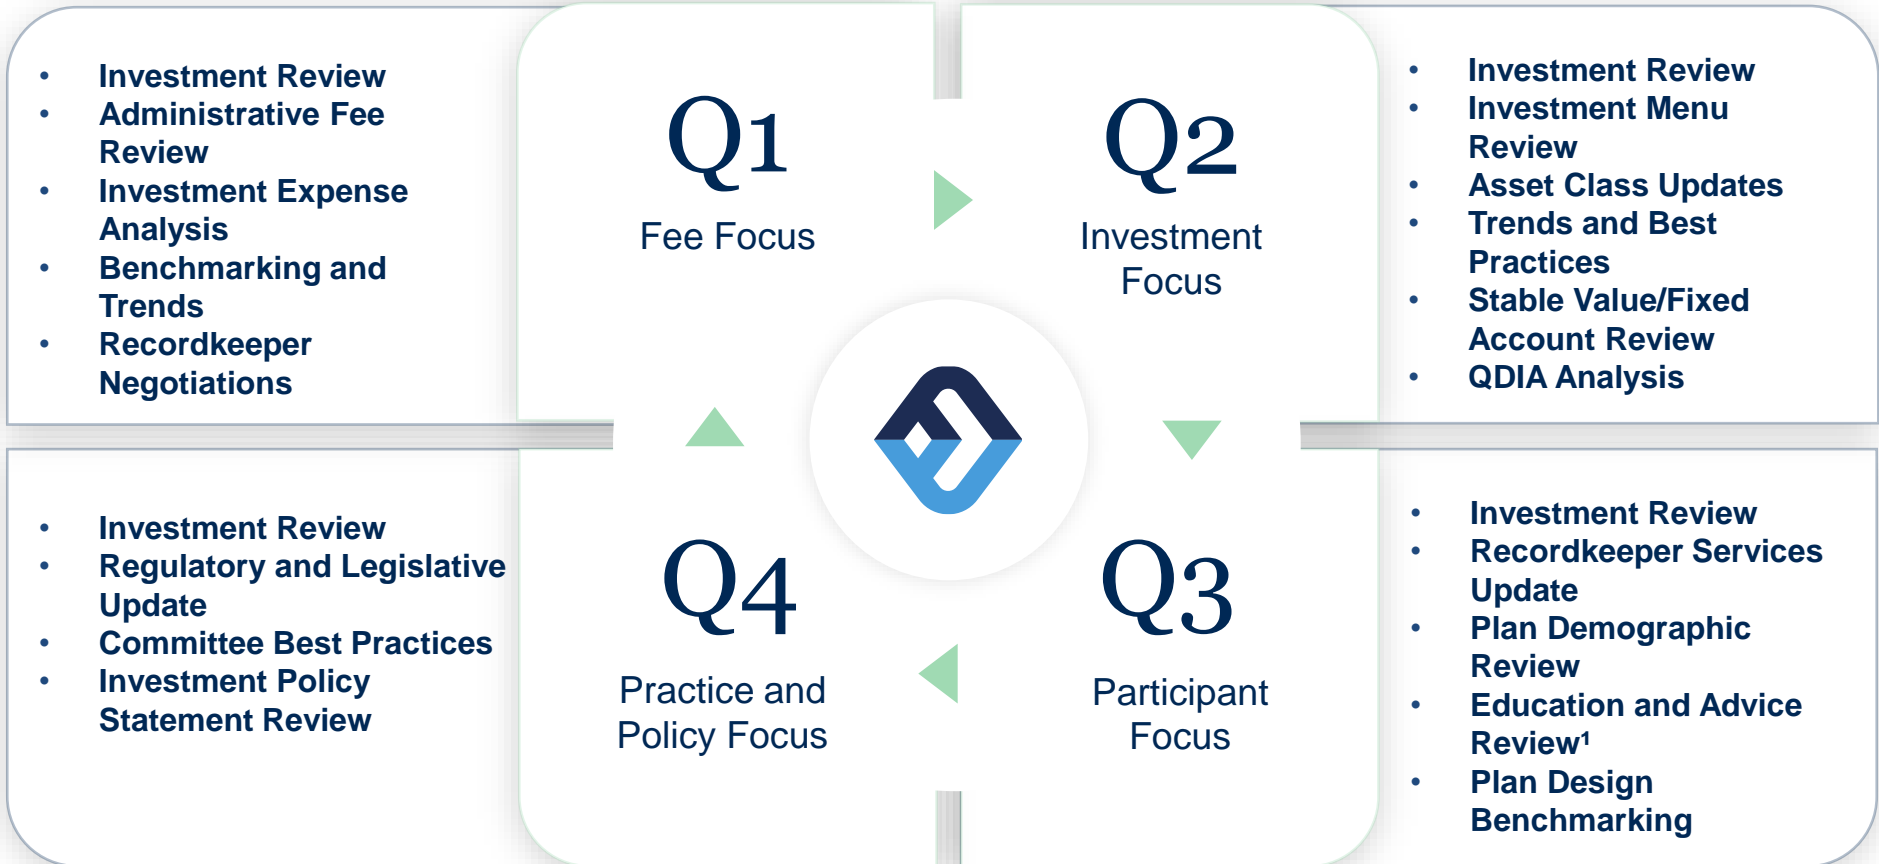 • Investment Review
• Administrative Fee
Review
• Investment Expense
Analysis
• Benchmarking and
Trends
• Recordkeeper
Negotiations
Q1
Fee Focus
Q2
Investment
Focus
• Investment Review
• Investment Menu
Review
• Asset Class Updates
• Trends and Best
Practices
• Stable Value/Fixed
Account Review
• QDIA Analysis
• Investment Review
• Regulatory and Legislative
Update
• Committee Best Practices
• Investment Policy
Statement Review
Q4
Practice and
Policy Focus
Q3
Participant
Focus
• Investment Review
• Recordkeeper Services
Update
• Plan Demographic
Review
• Education and Advice
Review¹
• Plan Design
Benchmarking